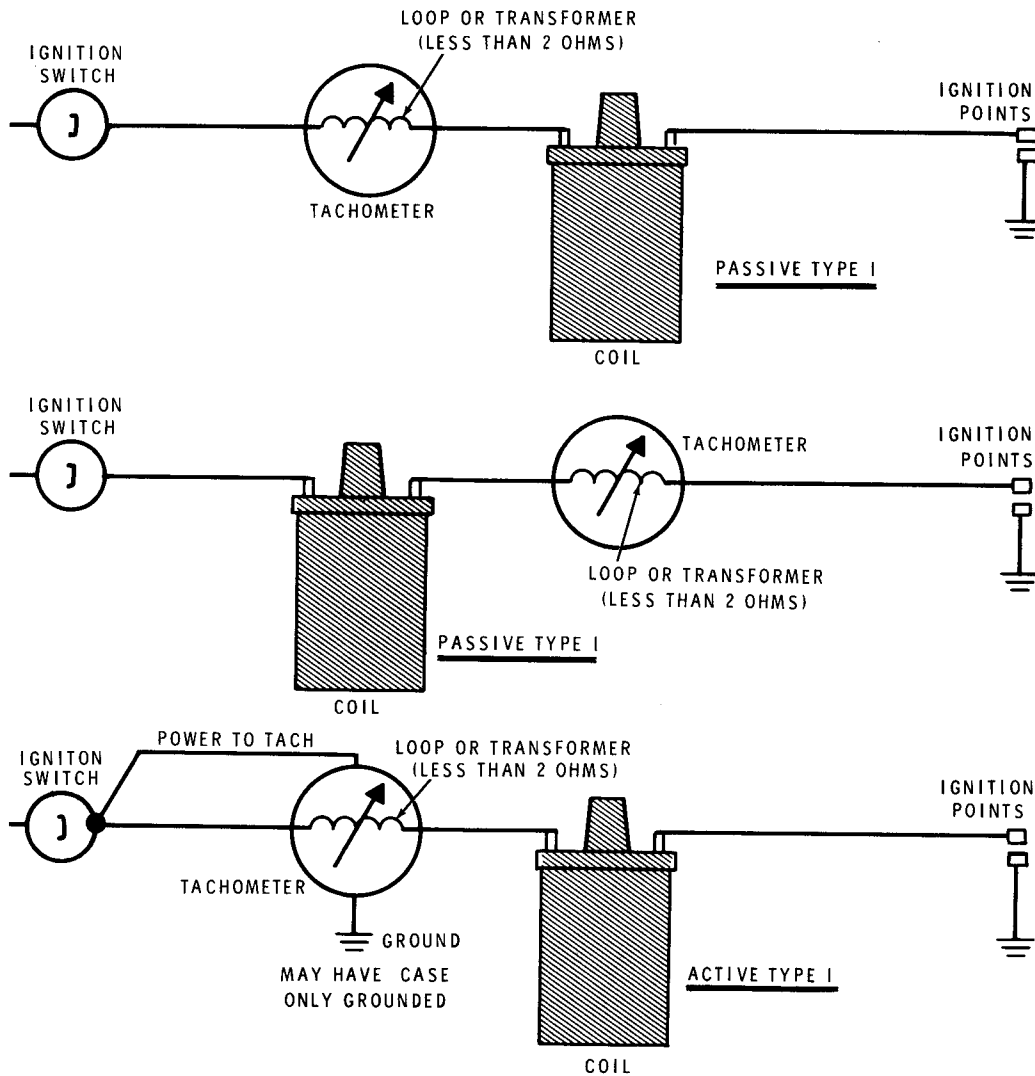 LOOP OR TRANSFORMER
(LESS THAN 2 OHMS)
IGNITION
SWITCH
IGNITION
POINTS
TACHOMETER
PASSIVE TYPE I
COIL
IGNITION
SWITCH
TACHOMETER
IGNITION
POINTS
LOOP OR TRANSFORMER
(LESS THAN 2 OHMS)
PASSIVE TYPE I
COIL
POWER TO TACH
LOOP OR TRANSFORMER
(LESS THAN 2 OHMS)
IGNITON
SWITCH
IGNITION
POINTS
TACHOMETER
GROUND
MAY HAVE CASE
ONLY GROUNDED
ACTIVE TYPE I
COIL